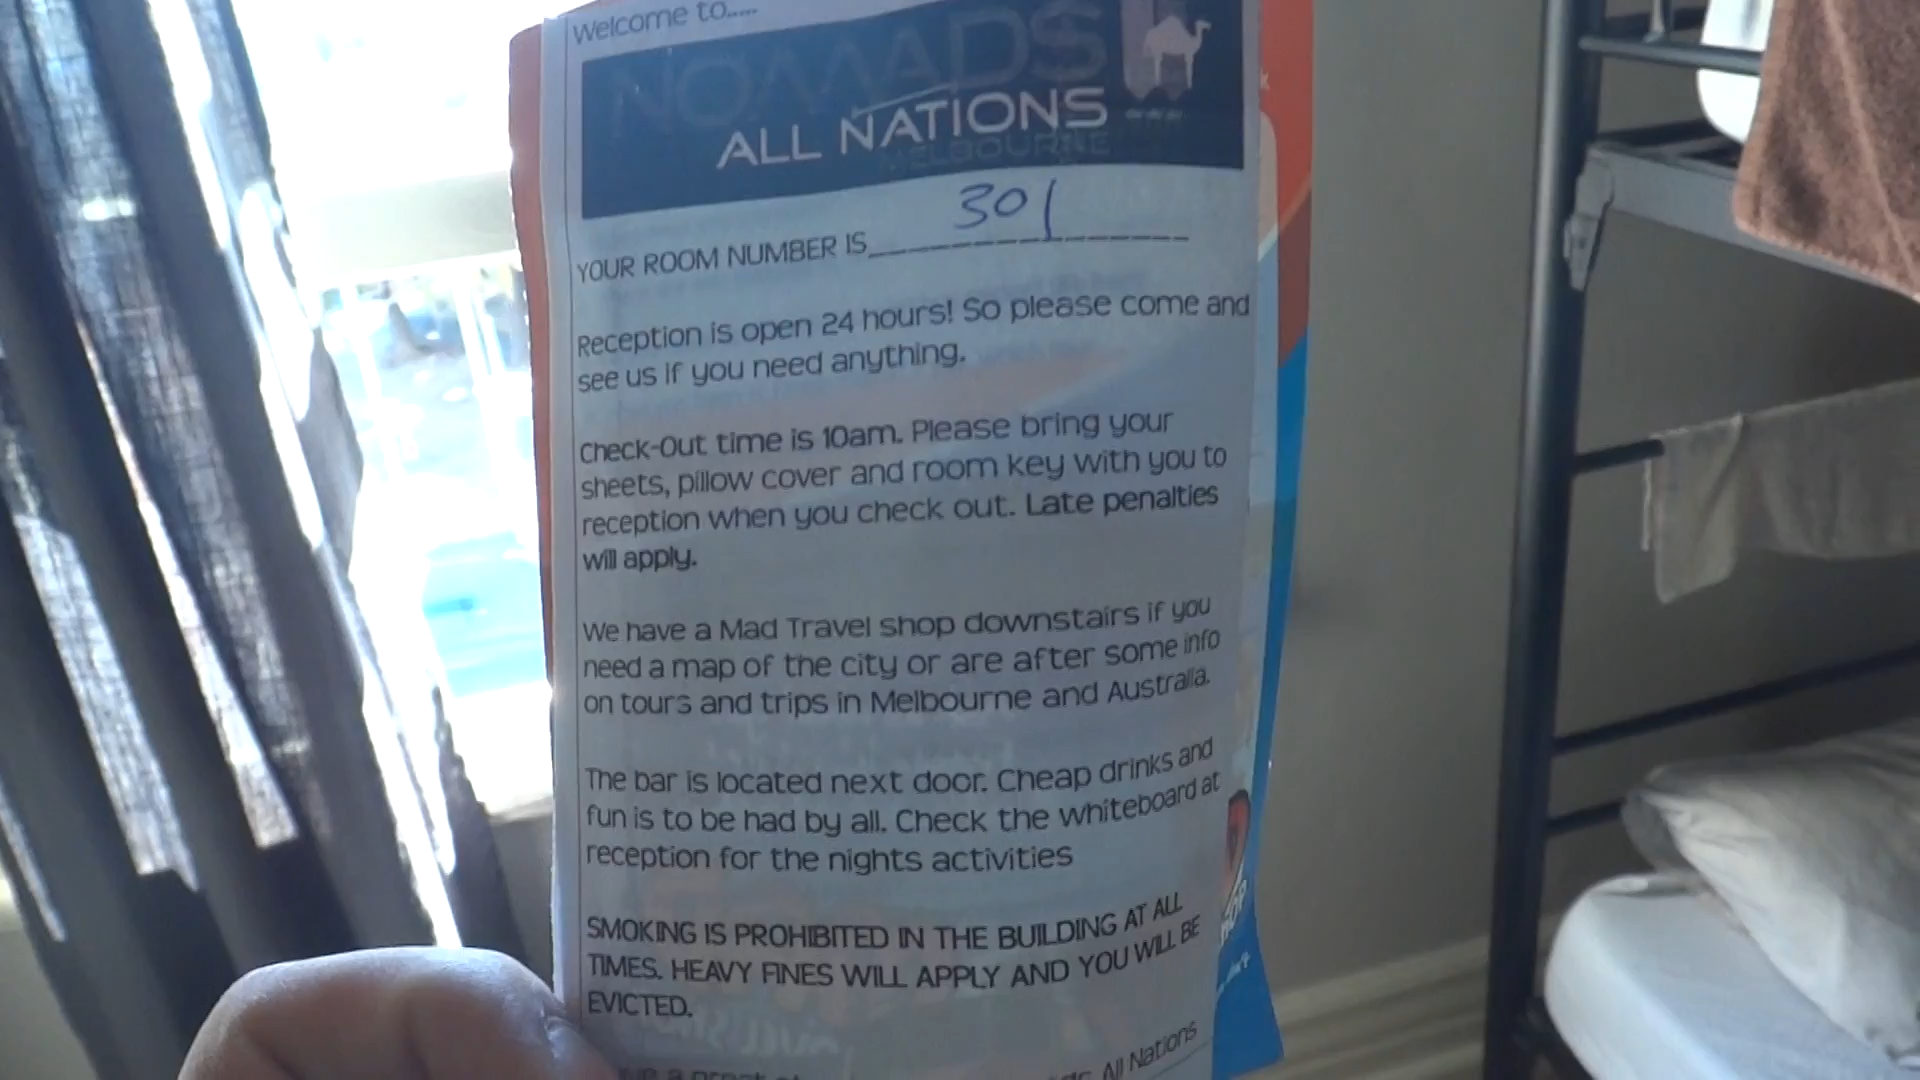 Welcome to.....
NOMADS
ALL NATIONS
MELBOURNE
YOUR ROOM NUMBER IS 301
Reception is open 24 hours! So please come and
see us if you need anything.
Check-Out time is 10am. Please bring your
sheets, pillow cover and room key with you to
reception when you check out. Late penalties
will apply.
We have a Mad Travel shop downstairs if you
need a map of the city or are after some info
on tours and trips in Melbourne and Australia.
The bar is located next door. Cheap drinks and
fun is to be had by all. Check the whiteboard at
reception for the nights activities
SMOKING IS PROHIBITED IN THE BUILDING AT ALL
TIMES. HEAVY FINES WILL APPLY AND YOU WILL BE
EVICTED.
a great All Nations